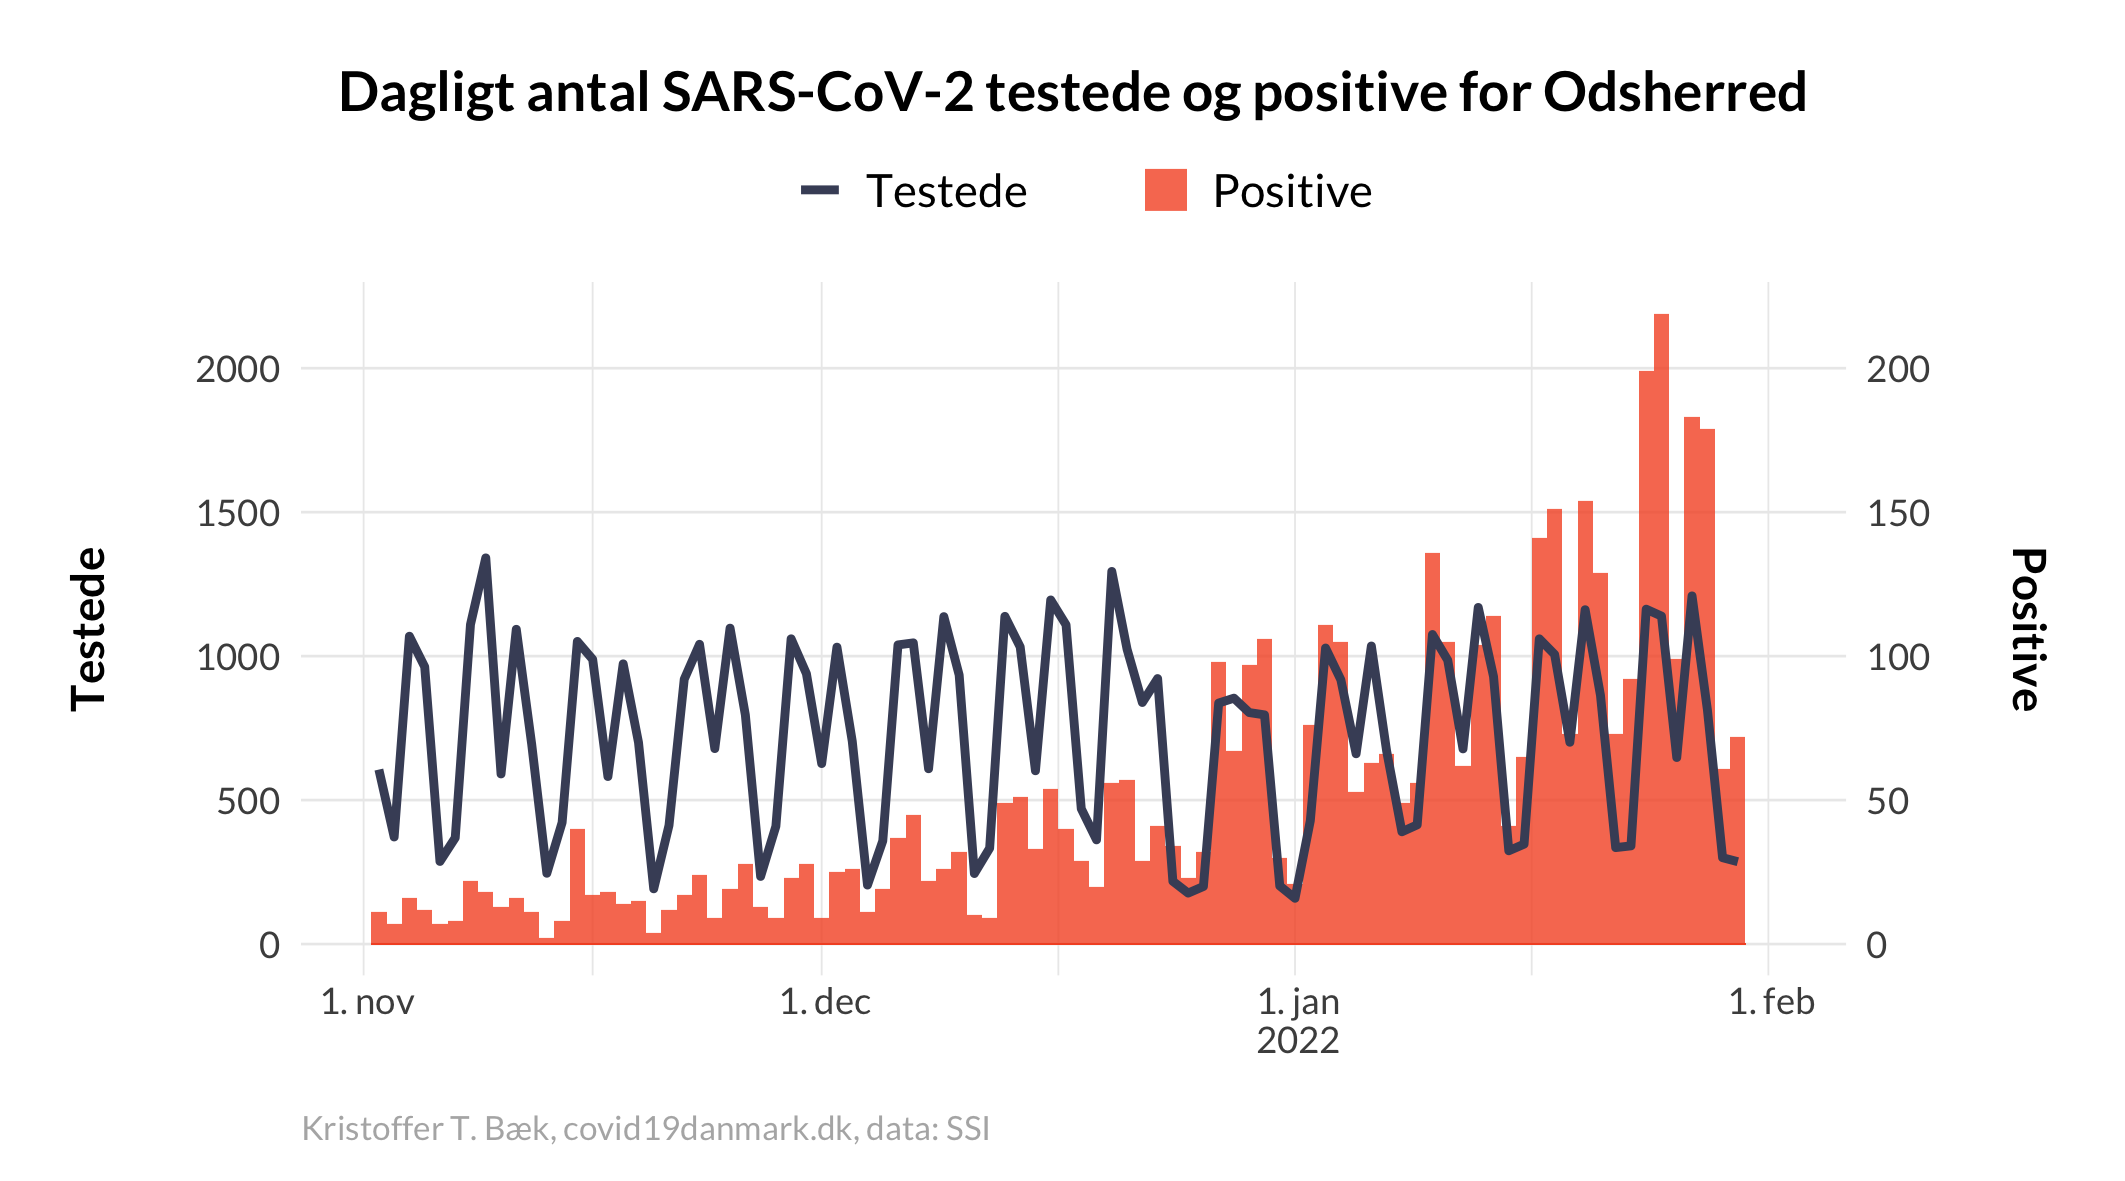 Dagligt antal SARS-CoV-2 testede og positive for Odsherred
Testede
Positive
Testede
2000
1500
1000
500
0
200
150
100
50
0
Positive
1. nov
1. dec
1. jan
2022
1. feb
Kristoffer T. Bæk, covid19danmark.dk, data: SSI